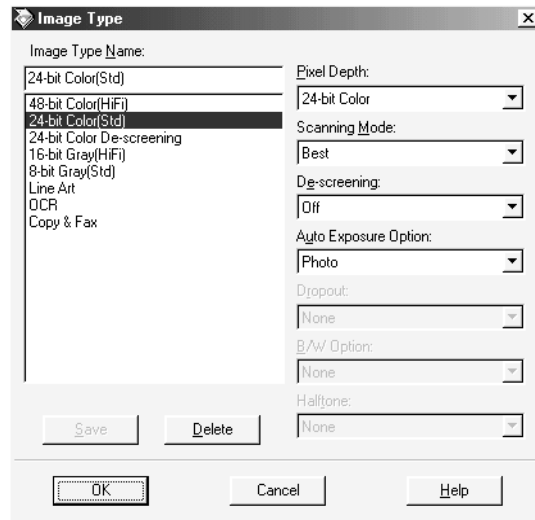 Image Type
Image Type Name:
24-bit Color(Std)
48-bit Color(HiFi)
24-bit Color(Std)
24-bit Color De-screening
16-bit Gray(HiFi)
8-bit Gray(Std)
Line Art
OCR
Copy & Fax
Save
Delete
Pixel Depth:
24-bit Color
Scanning Mode:
Best
De-screening:
Off
Auto Exposure Option:
Photo
Dropout:
None
B/W Option:
None
Halftone:
None
OK
Cancel
Help